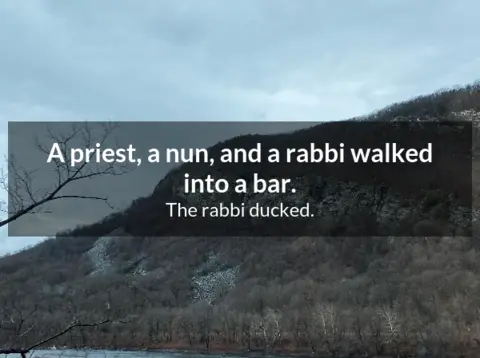 A priest, a nun, and a rabbi walked
into a bar.
The rabbi ducked.